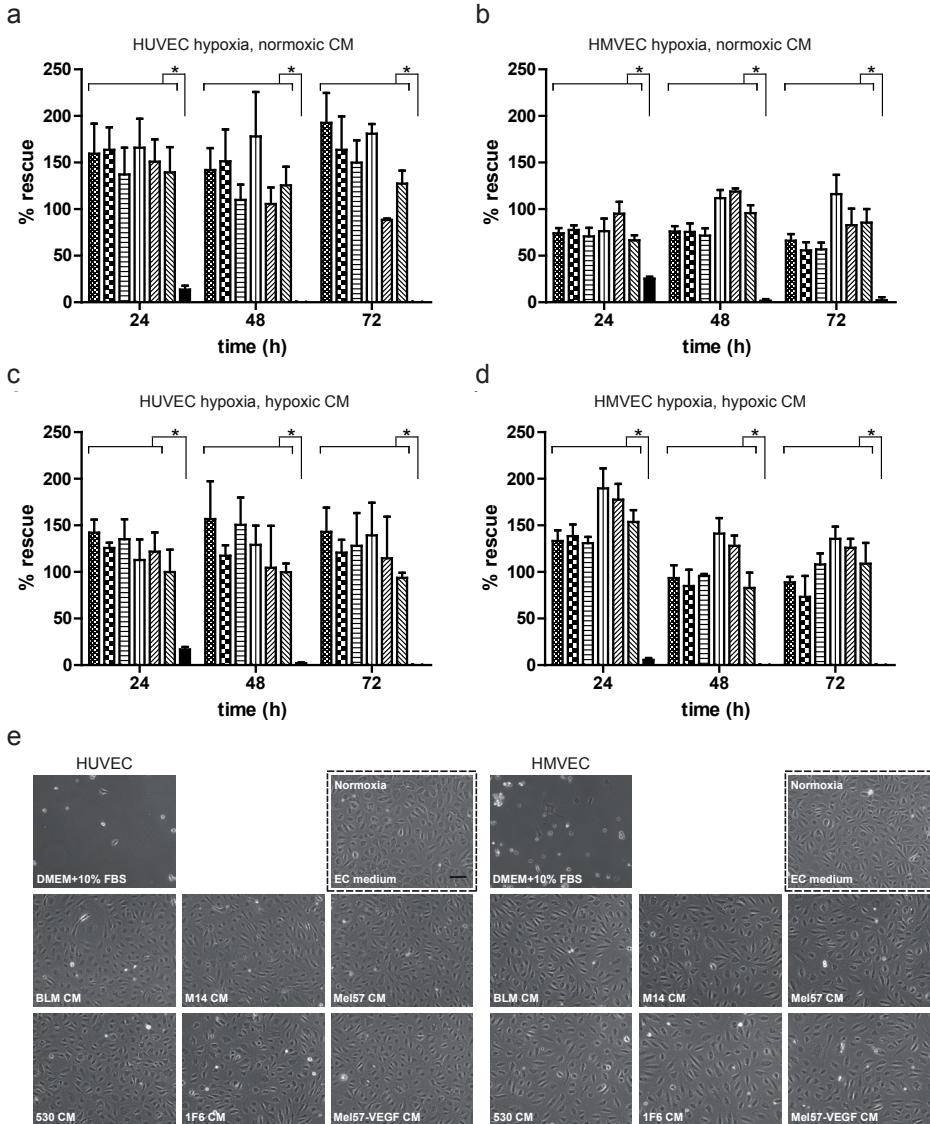 a
HUVEC hypoxia, normoxic CM
250
200
150
100
50
0
% rescue
* * *
24 48 72
time (h)
b
HMVEC hypoxia, normoxic CM
250
200
150
100
50
0
% rescue
* * *
24 48 72
time (h)
c
HUVEC hypoxia, hypoxic CM
250
200
150
100
50
0
% rescue
* * *
24 48 72
time (h)
d
HMVEC hypoxia, hypoxic CM
250
200
150
100
50
0
% rescue
* * *
24 48 72
time (h)
e
HUVEC
DMEM+10% FBS
Normoxia
EC medium
BLM CM
M14 CM
Mel57 CM
530 CM
1F6 CM
Mel57-VEGF CM
HMVEC
DMEM+10% FBS
Normoxia
EC medium
BLM CM
M14 CM
Mel57 CM
530 CM
1F6 CM
Mel57-VEGF CM